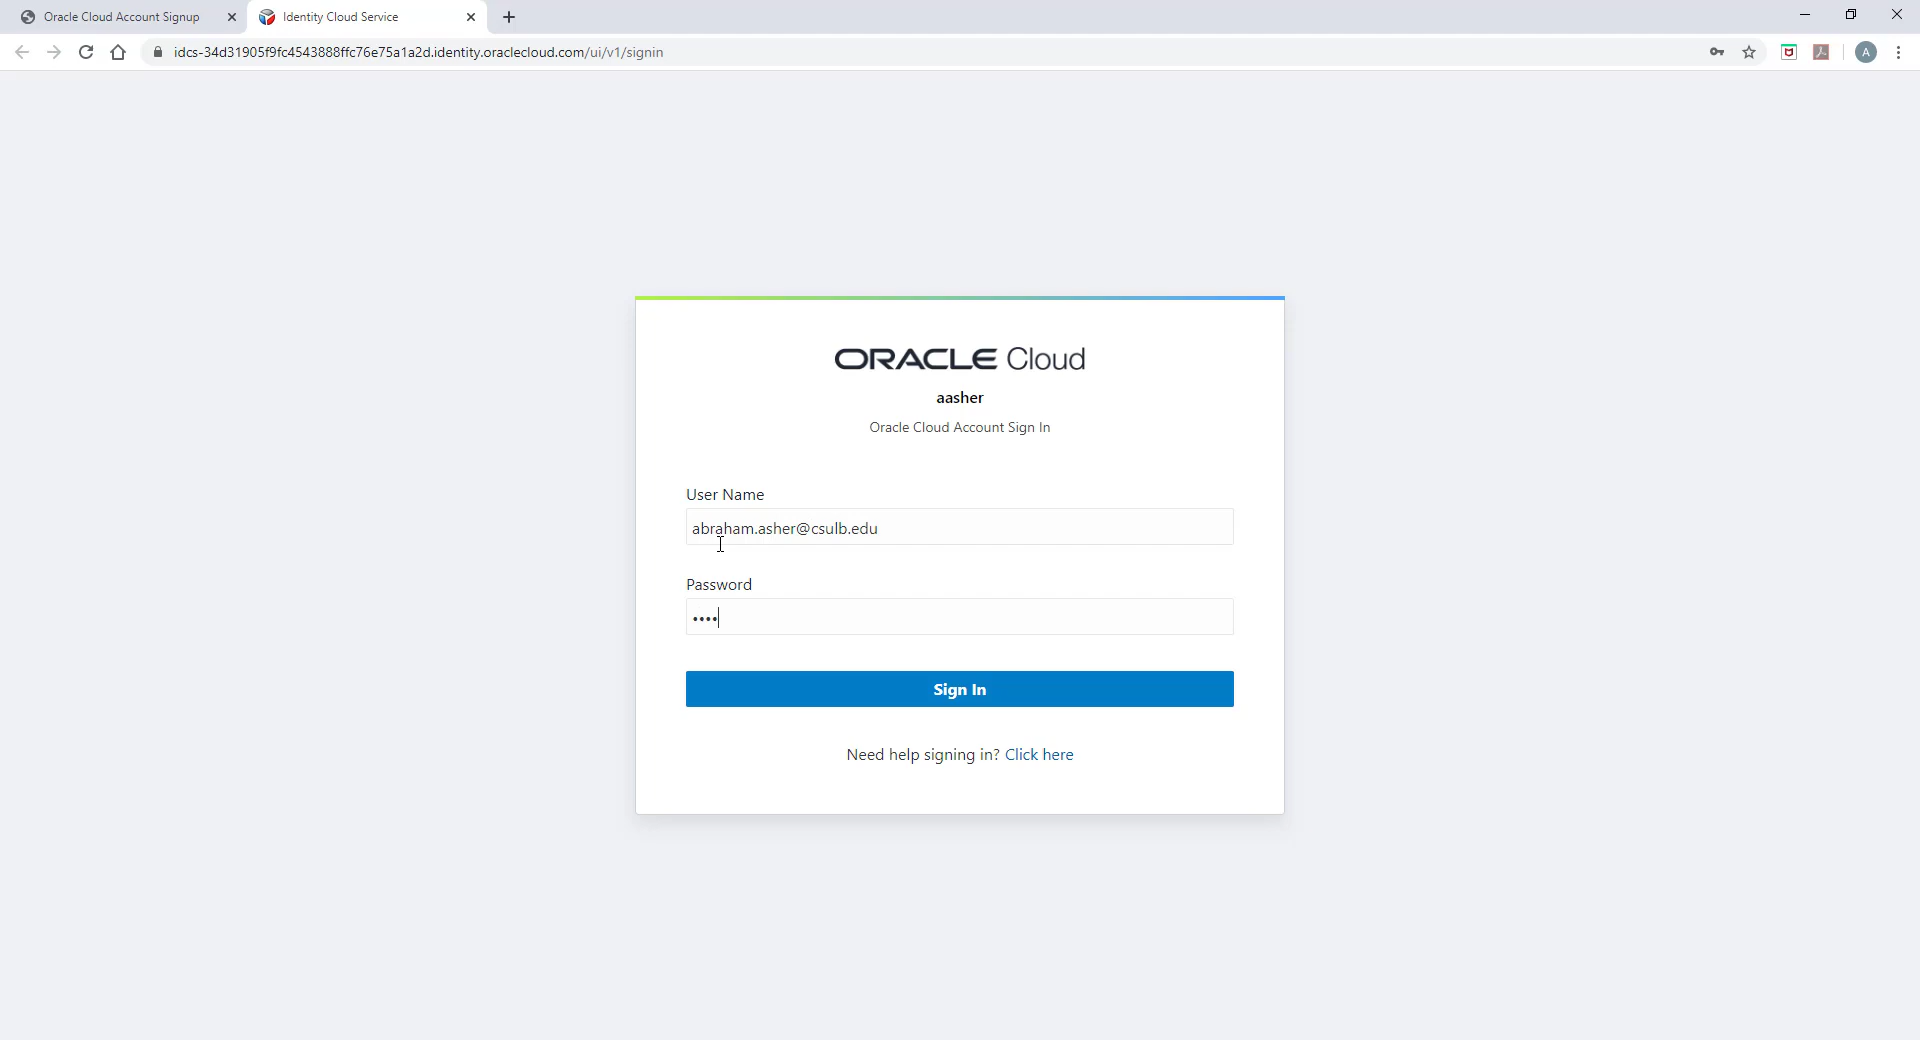 Oracle Cloud Account Signup
Identity Cloud Service
idcs-34d31905f9fc4543888ffc76e75a1a2d.identity.oraclecloud.com/ui/v1/signin
A
ORACLE Cloud
aasher
Oracle Cloud Account Sign In
User Name
abraham.asher@csulb.edu
Password
••••
Sign In
Need help signing in? Click here